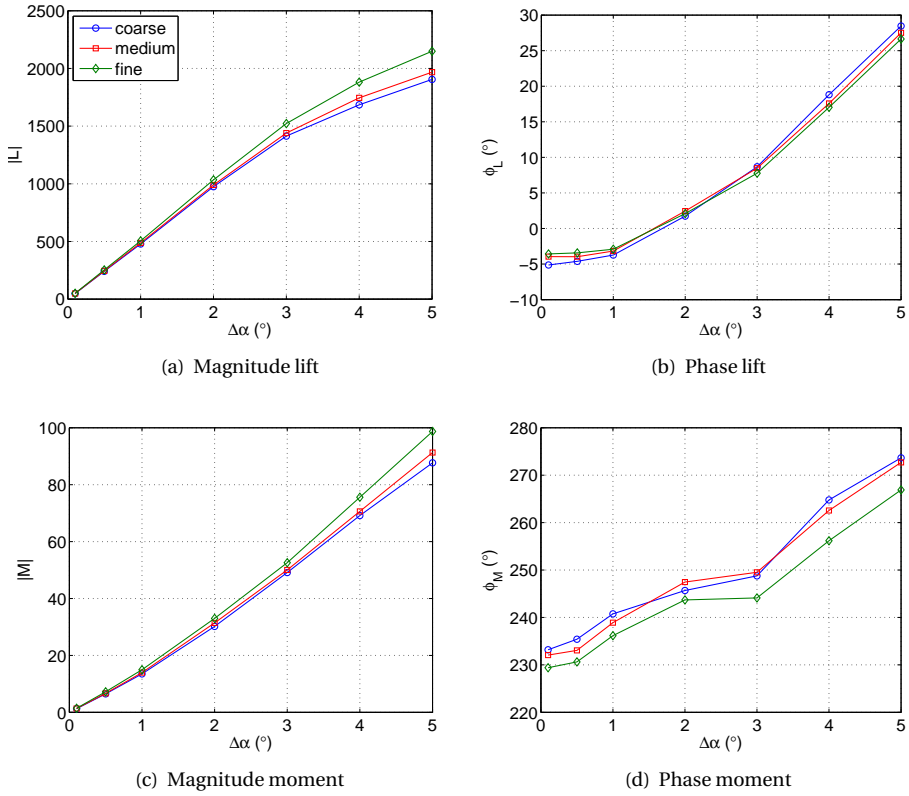 2500
2000
1500
1000
500
0
|L|
coarse
medium
fine
0 1 2 3 4 5
Δα (°)
(a) Magnitude lift
30
25
20
15
10
5
0
−5
−10
ϕ_L (°)
0 1 2 3 4 5
Δα (°)
(b) Phase lift
100
80
60
40
20
0
|M|
0 1 2 3 4 5
Δα (°)
(c) Magnitude moment
280
270
260
250
240
230
220
ϕ_M (°)
0 1 2 3 4 5
Δα (°)
(d) Phase moment